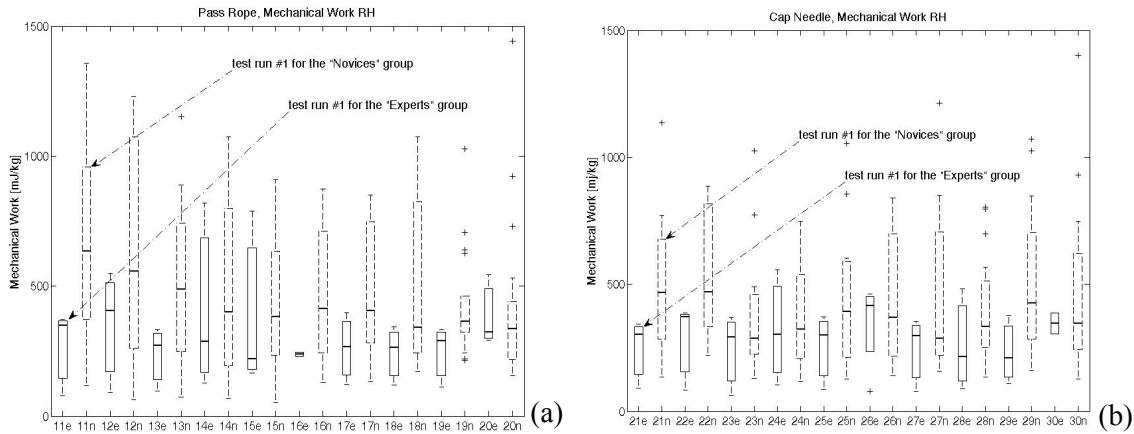 Pass Rope, Mechanical Work RH
1500
1000
500
0
Mechanical Work [mJ/kg]
test run #1 for the "Novices" group
test run #1 for the "Experts" group
11e 11n 12e 12n 13e 13n 14e 14n 15e 15n 16e 16n 17e 17n 18e 18n 19e 19n 20e 20n
(a)
Cap Needle, Mechanical Work RH
1500
1000
500
0
Mechanical Work [mj/kg]
test run #1 for the "Novices" group
test run #1 for the "Experts" group
21e 21n 22e 22n 23e 23n 24e 24n 25e 25n 26e 26n 27e 27n 28e 28n 29e 29n 30e 30n
(b)